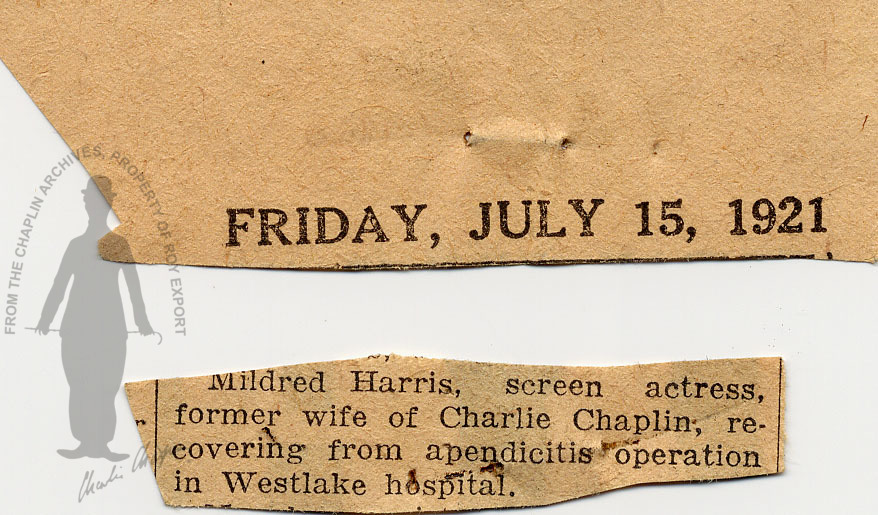 FRIDAY, JULY 15, 1921
FROM THE CHAPLIN ARCHIVES, PROPERTY OF ROY EXPORT
Mildred Harris, screen actress,
former wife of Charlie Chaplin, re-
covering from apendicitis operation
in Westlake hospital.